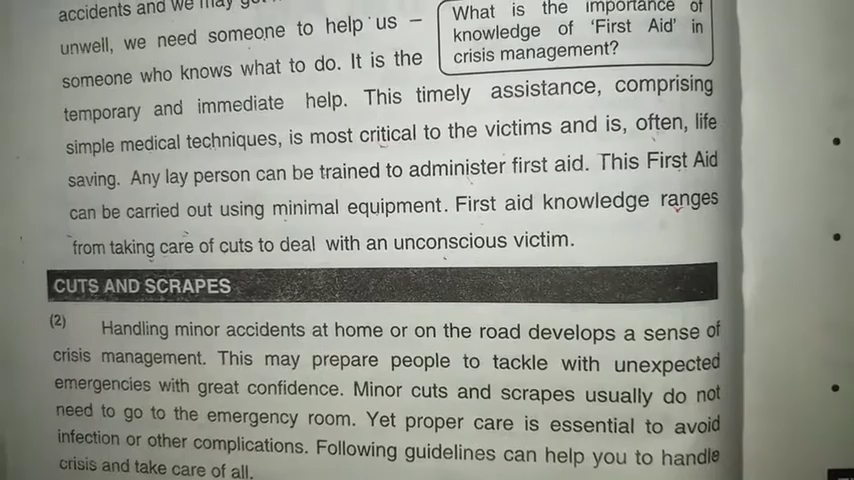 accidents and we may
unwell, we need someone to help us –
someone who knows what to do. It is the
What is the importance of
knowledge of 'First Aid' in
crisis management?
temporary and immediate help. This timely assistance, comprising
simple medical techniques, is most critical to the victims and is, often, life
saving. Any lay person can be trained to administer first aid. This First Aid
can be carried out using minimal equipment. First aid knowledge ranges
from taking care of cuts to deal with an unconscious victim.
CUTS AND SCRAPES
(2) Handling minor accidents at home or on the road develops a sense of
crisis management. This may prepare people to tackle with unexpected
emergencies with great confidence. Minor cuts and scrapes usually do not
need to go to the emergency room. Yet proper care is essential to avoid
infection or other complications. Following guidelines can help you to handle
crisis and take care of all.